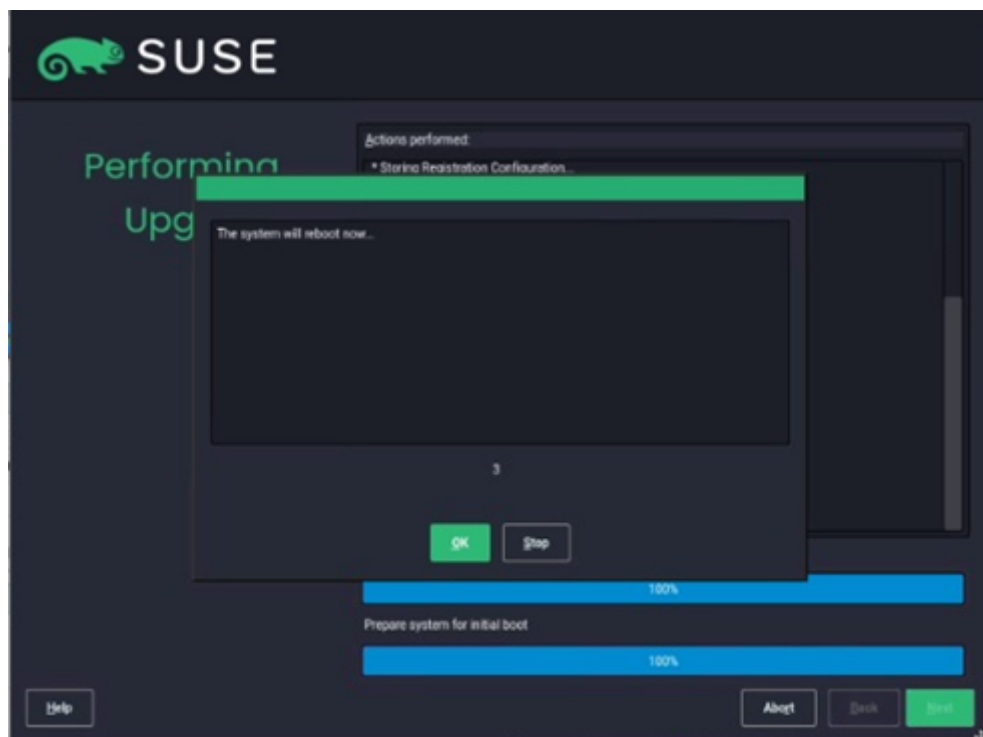 SUSE
Performing
Upg
Actions performed:
* Storing Registration Configuration...
The system will reboot now...
3
OK
Stop
100%
Prepare system for initial boot
100%
Help
Abort
Back
Next